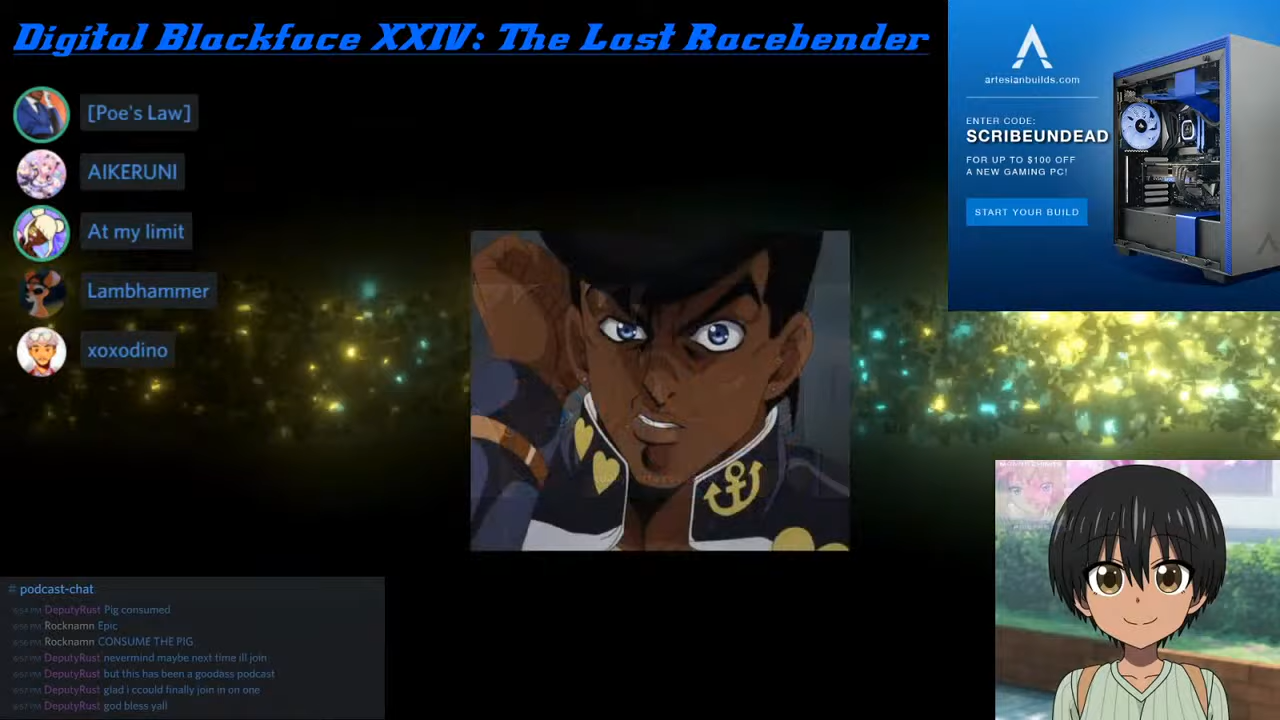 Digital Blackface XXIV: The Last Racebender
[Poe's Law]
AIKERUNI
At my limit
Lambhammer
xoxodino
artesianbuilds.com
ENTER CODE:
SCRIBEUNDEAD
FOR UP TO $100 OFF
A NEW GAMING PC!
START YOUR BUILD
# podcast-chat
DeputyRust Pig consumed
Rocknamn Epic
Rocknamn CONSUME THE PIG
DeputyRust nevermind maybe next time ill join
DeputyRust but this has been a goodass podcast
DeputyRust glad i ccould finally join in on one
DeputyRust god bless yall